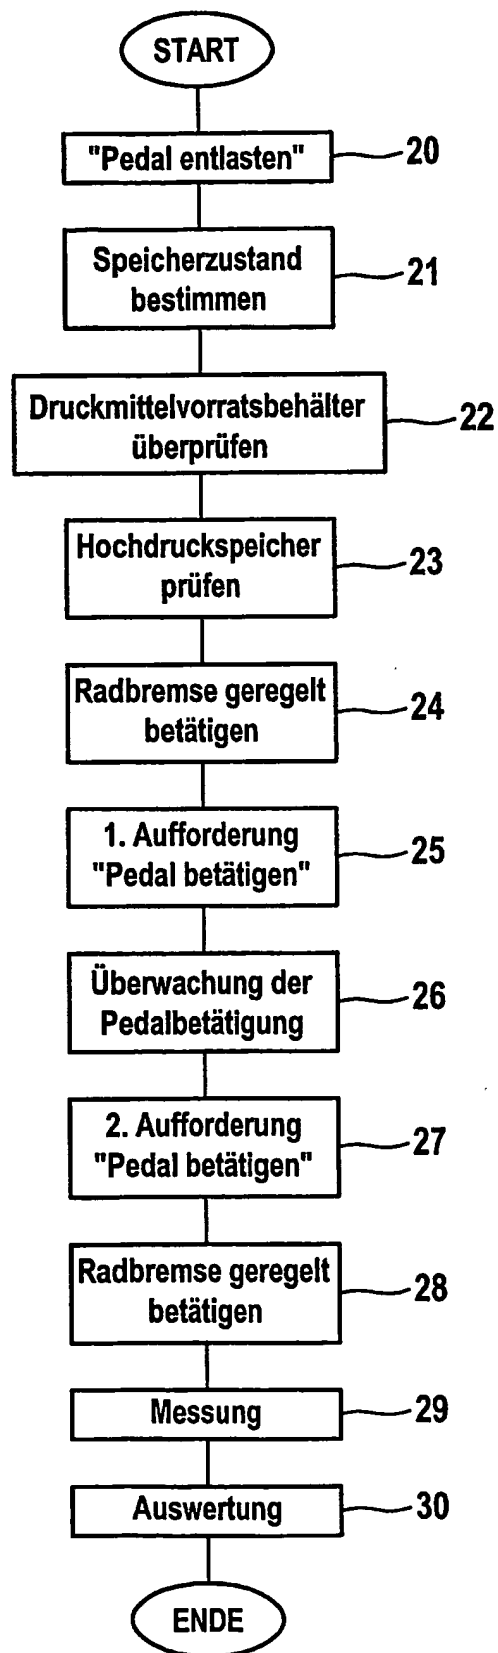 START
"Pedal entlasten"
20
Speicherzustand
bestimmen
21
Druckmittelvorratsbehälter
überprüfen
22
Hochdruckspeicher
prüfen
23
Radbremse geregelt
betätigen
24
1. Aufforderung
"Pedal betätigen"
25
Überwachung der
Pedalbetätigung
26
2. Aufforderung
"Pedal betätigen"
27
Radbremse geregelt
betätigen
28
Messung
29
Auswertung
30
ENDE